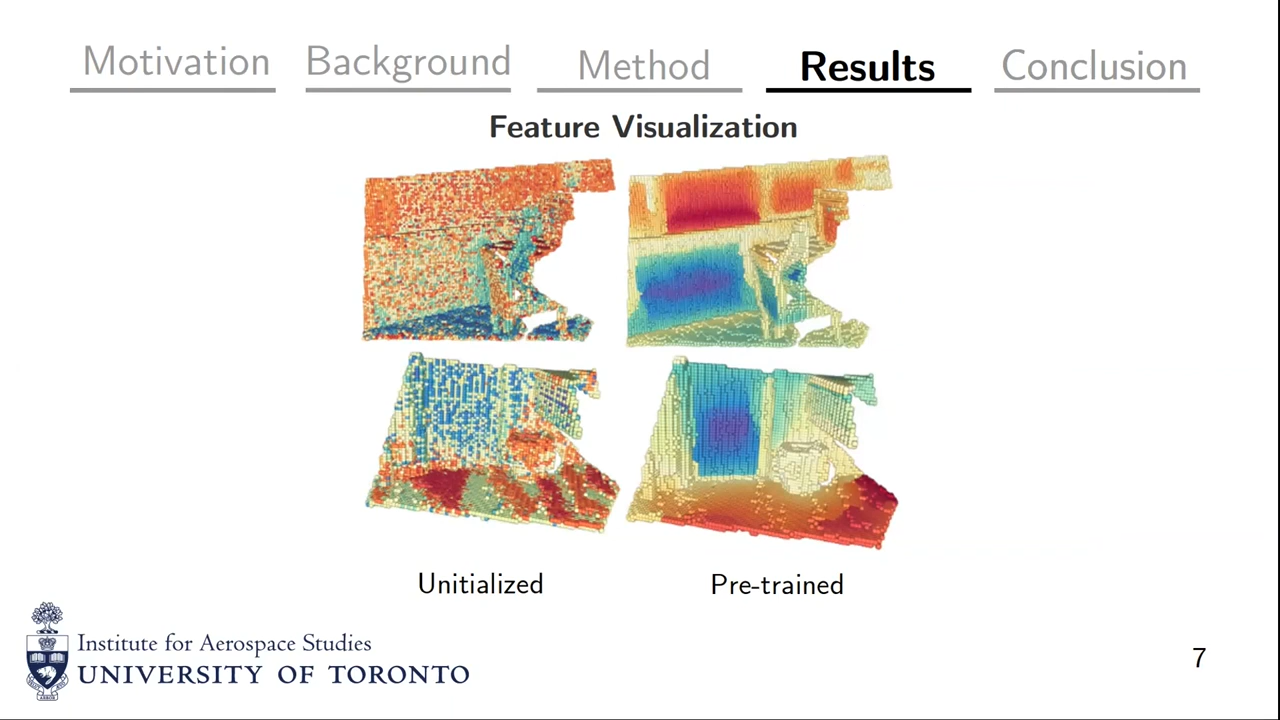 Motivation Background Method Results Conclusion
Feature Visualization
Unitialized Pre-trained
Institute for Aerospace Studies
UNIVERSITY OF TORONTO
7